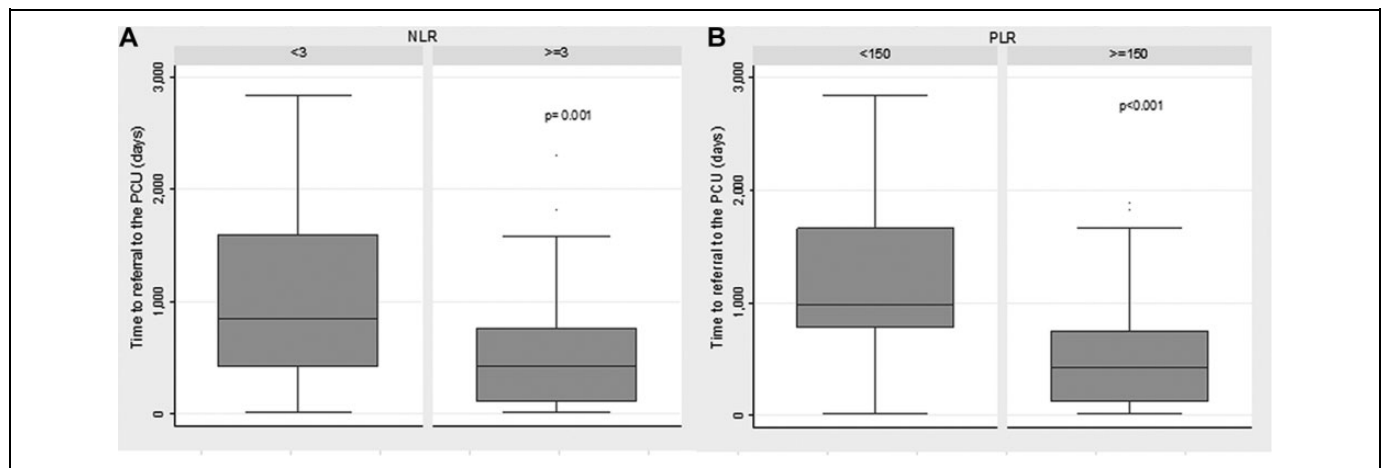 A
NLR
<3
>=3
p= 0.001
Time to referral to the PCU (days)
3,000
2,000
1,000
0
B
PLR
<150
>=150
p<0.001
Time to referral to the PCU (days)
3,000
2,000
1,000
0